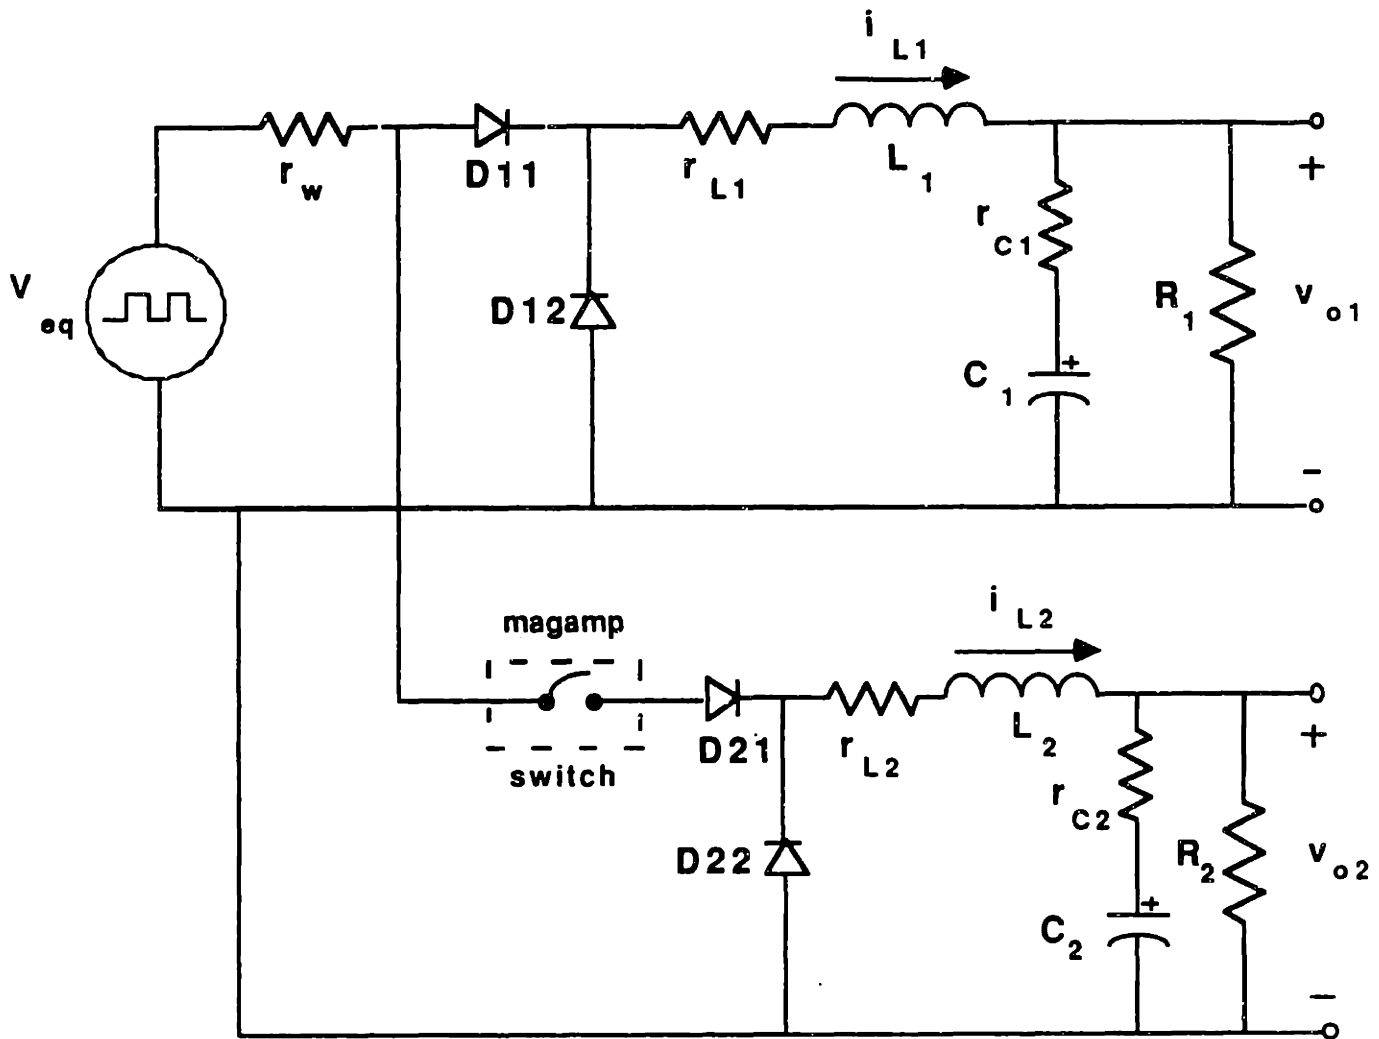 i L1
r w
D11
r L1
L 1
+
r C1
V eq
D12
R 1
v o1
C 1
+
-
i L2
magamp
switch
D21
r L2
L 2
+
r C2
D22
R 2
v o2
C 2
+
-